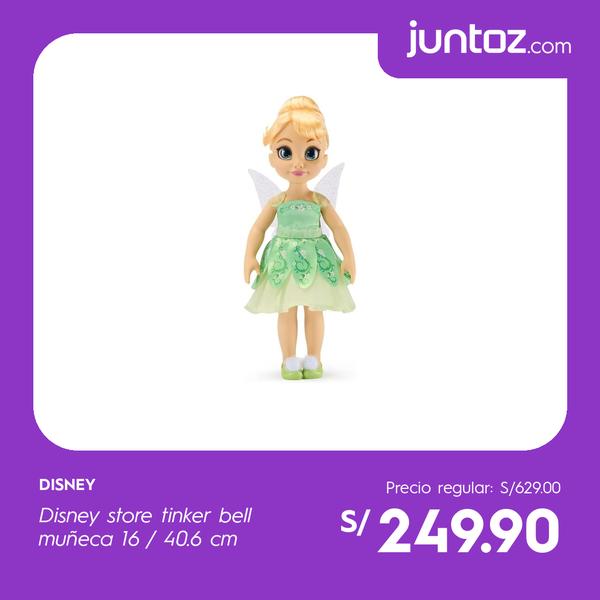 juntoz.com
DISNEY
Disney store tinker bell
muñeca 16 / 40.6 cm
Precio regular: S/629.00
S/ 249.90